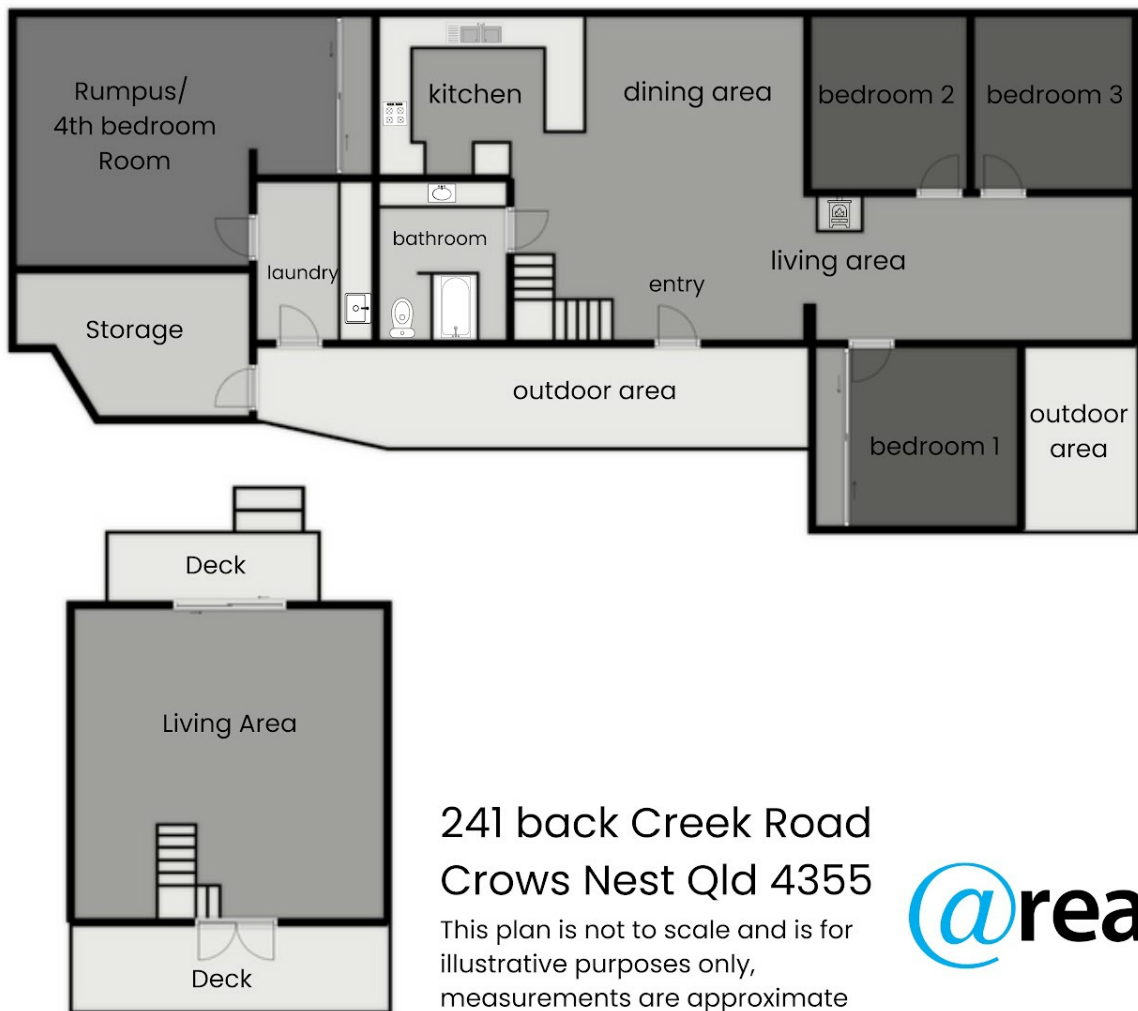 Rumpus/
4th bedroom
Room
kitchen
dining area
bedroom 2
bedroom 3
bathroom
laundry
living area
entry
Storage
outdoor area
bedroom 1
outdoor
area
Deck
Living Area
Deck
241 back Creek Road
Crows Nest Qld 4355
This plan is not to scale and is for
illustrative purposes only,
measurements are approximate
@rea